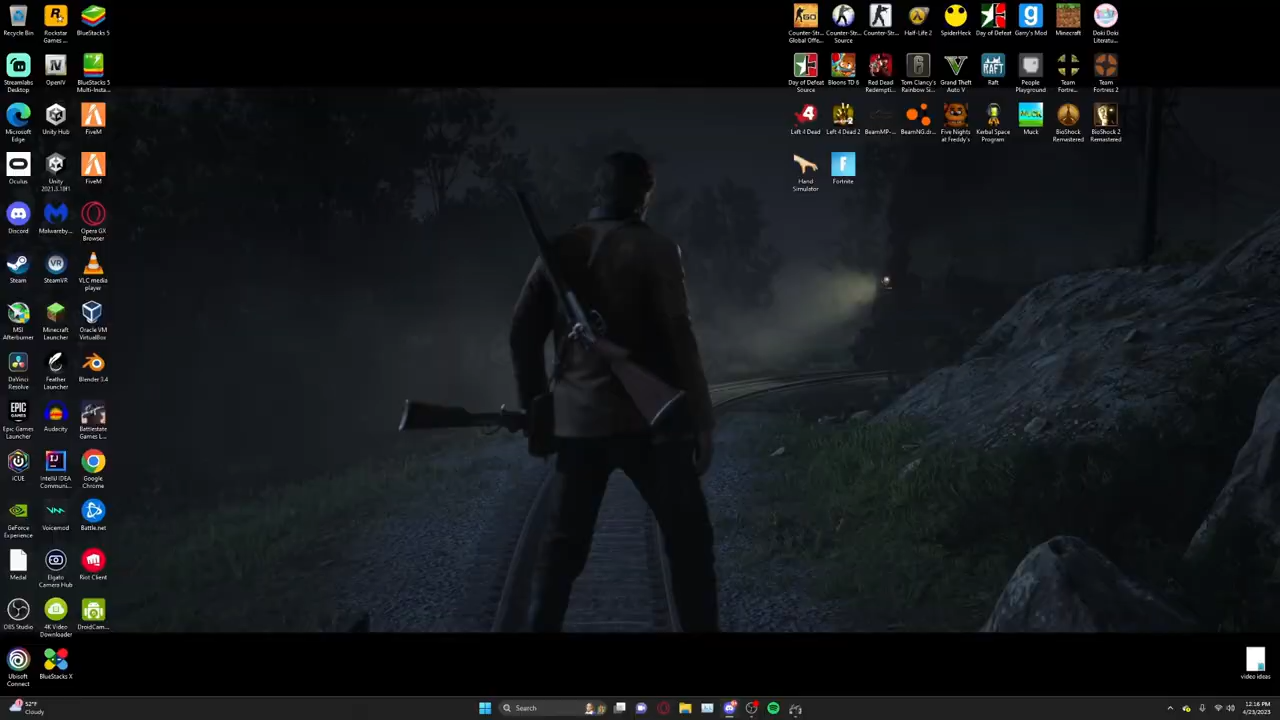 Recycle Bin
Rockstar
Games ...
BlueStacks 5
Streamlabs
Desktop
OpenIV
BlueStacks 5
Multi-Insta...
Microsoft
Edge
Unity Hub
FiveM
Oculus
Unity
2021.3.18f1
FiveM
Discord
Malwareby...
Opera GX
Browser
Steam
SteamVR
VLC media
player
MSI
Afterburner
Minecraft
Launcher
Oracle VM
VirtualBox
DaVinci
Resolve
Feather
Launcher
Blender 3.4
EPIC
GAMES
Epic Games
Launcher
Audacity
Battlestate
Games L...
iCUE
IntelliJ IDEA
Communi...
Google
Chrome
GeForce
Experience
Voicemod
Battle.net
Medal
Elgato
Camera Hub
Riot Client
OBS Studio
4K Video
Downloader
DroidCam...
Ubisoft
Connect
BlueStacks X
Counter-Str...
Global Offe...
Counter-Str...
Source
Counter-Str...
Half-Life 2
SpiderHeck
Day of Defeat
Garry's Mod
Minecraft
Doki Doki
Literatu...
Day of Defeat
Source
Bloons TD 6
Red Dead
Redempti...
Tom Clancy's
Rainbow Si...
Grand Theft
Auto V
RAFT
Raft
People
Playground
Team
Fortre...
Team
Fortress 2
Left 4 Dead
Left 4 Dead 2
BeamMP-...
BeamNG.dr...
Five Nights
at Freddy's
Kerbal Space
Program
MUCK
Muck
BioShock
Remastered
BioShock 2
Remastered
Hand
Simulator
Fortnite
video ideas
52°F
Cloudy
Search
12:16 PM
4/23/2023